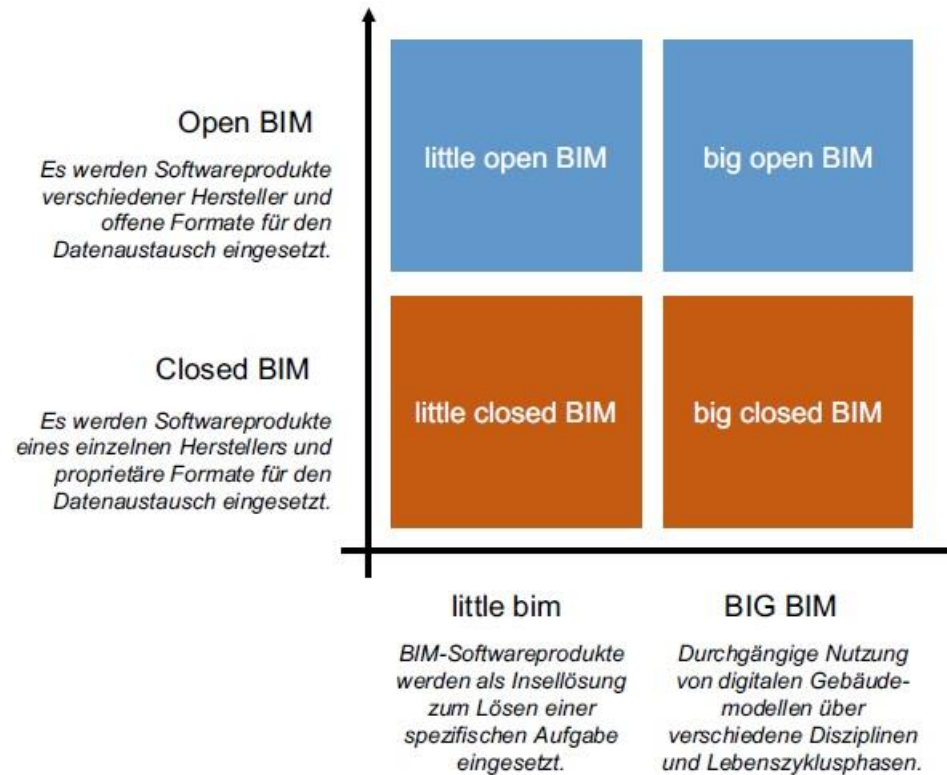 Open BIM
Es werden Softwareprodukte
verschiedener Hersteller und
offene Formate für den
Datenaustausch eingesetzt.
little open BIM
big open BIM
Closed BIM
Es werden Softwareprodukte
eines einzelnen Herstellers und
proprietäre Formate für den
Datenaustausch eingesetzt.
little closed BIM
big closed BIM
little bim
BIM-Softwareprodukte
werden als Insellösung
zum Lösen einer
spezifischen Aufgabe
eingesetzt.
BIG BIM
Durchgängige Nutzung
von digitalen Gebäude-
modellen über
verschiedene Disziplinen
und Lebenszyklusphasen.